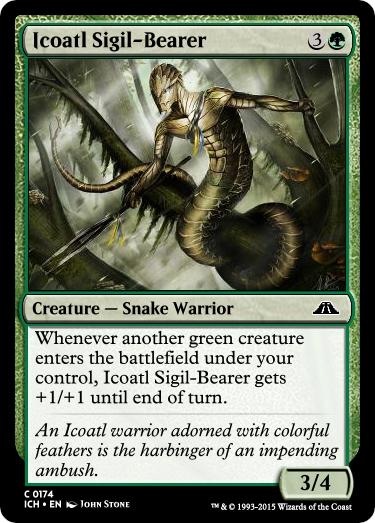 Icoatl Sigil-Bearer 3
Creature — Snake Warrior
Whenever another green creature
enters the battlefield under your
control, Icoatl Sigil-Bearer gets
+1/+1 until end of turn.
An Icoatl warrior adorned with colorful
feathers is the harbinger of an impending
ambush.
3/4
C 0174
ICH • EN John Stone
™ & © 1993-2015 Wizards of the Coast